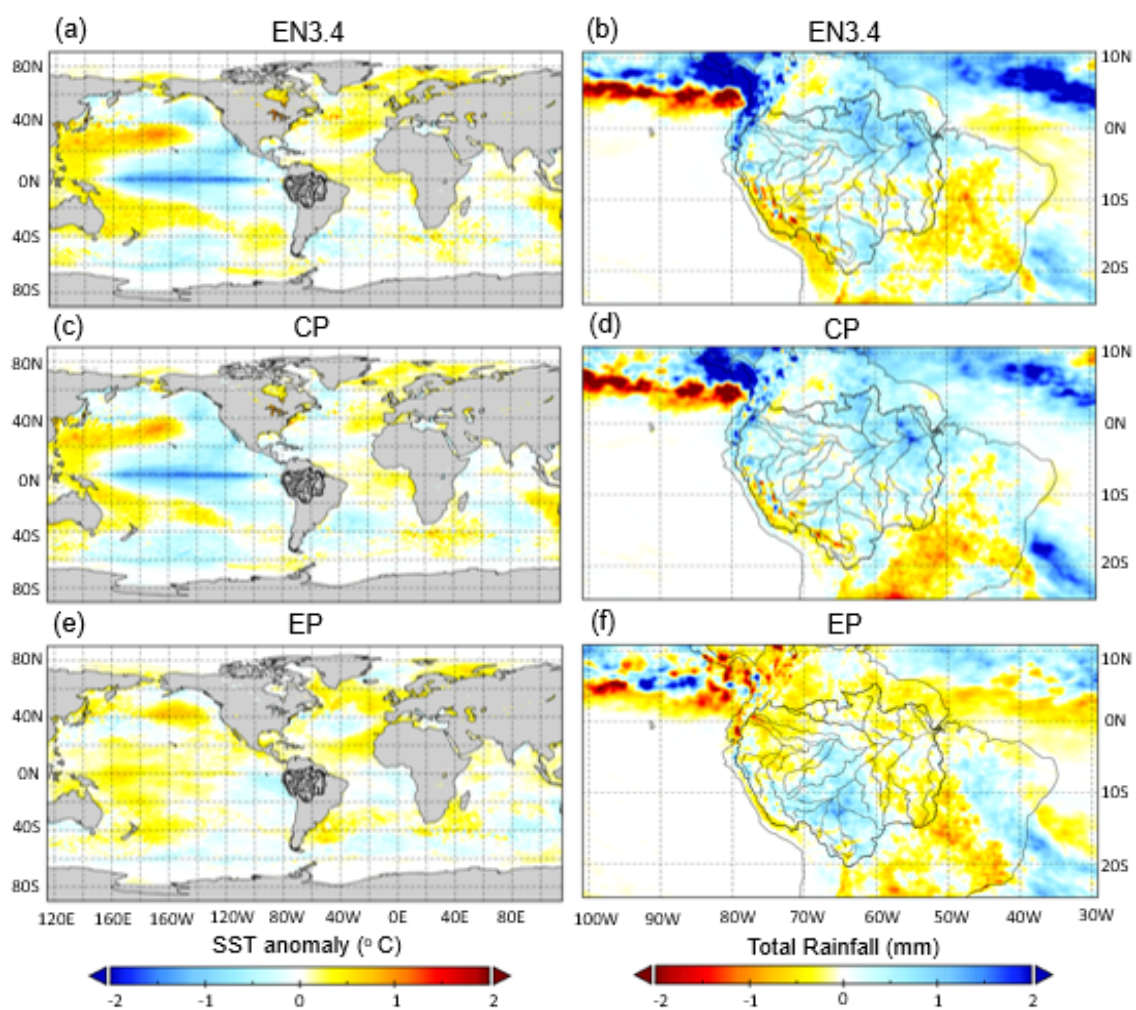 (a) EN3.4
(b) EN3.4
80N
40N
0N
40S
80S
10N
0N
10S
20S
(c) CP
(d) CP
80N
40N
0N
40S
80S
10N
0N
10S
20S
(e) EP
(f) EP
80N
40N
0N
40S
80S
10N
0N
10S
20S
120E 160E 160W 120W 80W 40W 0E 40E 80E
100W 90W 80W 70W 60W 50W 40W 30W
SST anomaly (° C)
Total Rainfall (mm)
-2 -1 0 1 2
-2 -1 0 1 2